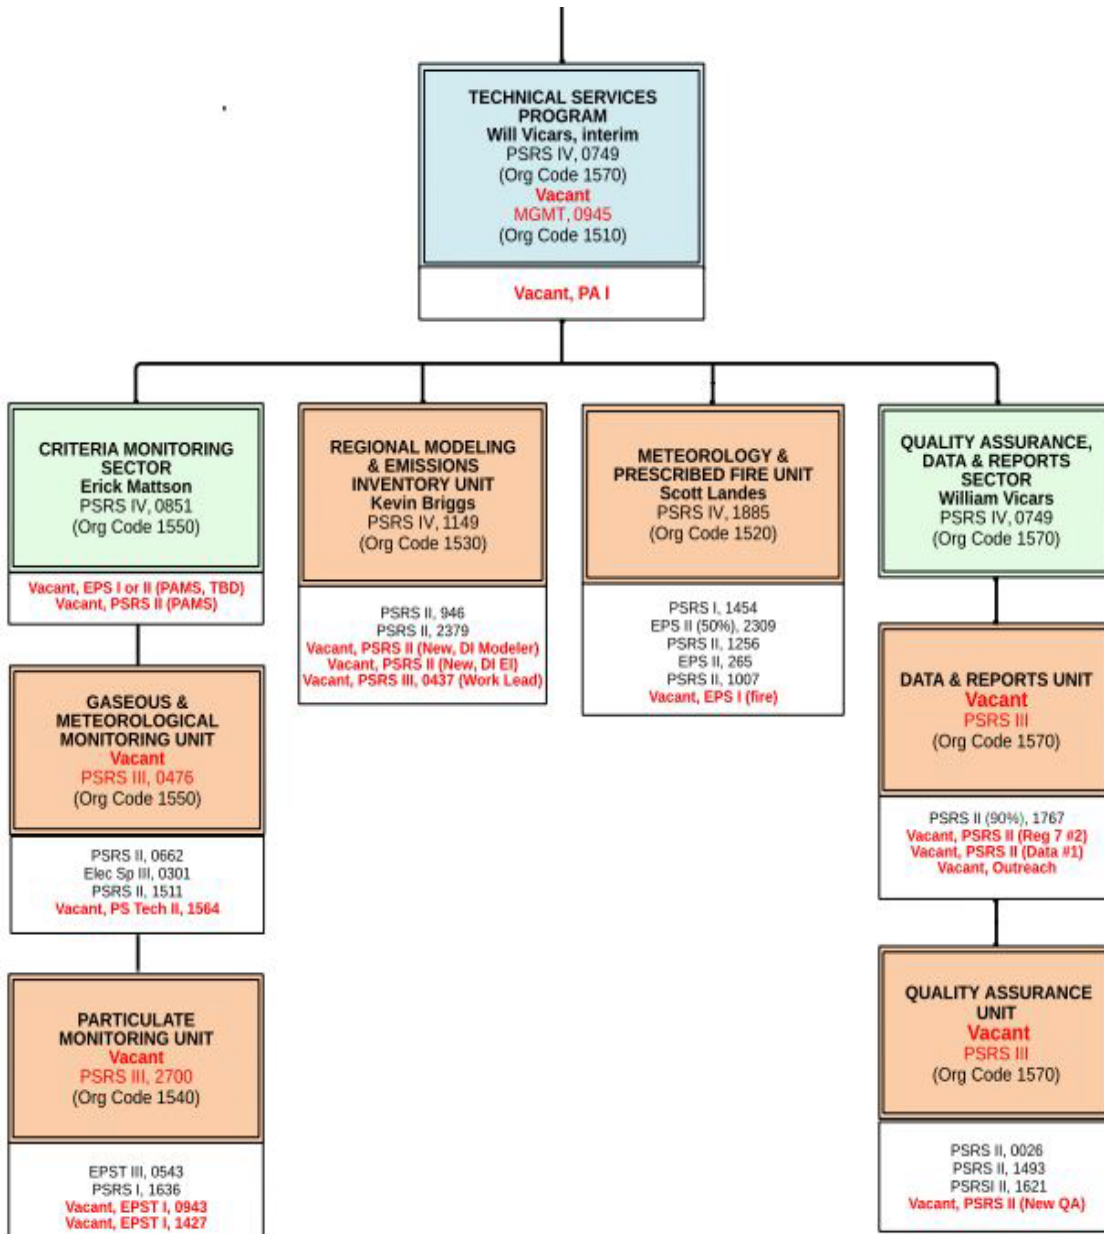 TECHNICAL SERVICES
PROGRAM
Will Vicars, interim
PSRS IV, 0749
(Org Code 1570)
Vacant
MGMT, 0945
(Org Code 1510)
Vacant, PA I
CRITERIA MONITORING
SECTOR
Erick Mattson
PSRS IV, 0851
(Org Code 1550)
Vacant, EPS I or II (PAMS, TBD)
Vacant, PSRS II (PAMS)
GASEOUS &
METEOROLOGICAL
MONITORING UNIT
Vacant
PSRS III, 0476
(Org Code 1550)
PSRS II, 0662
Elec Sp III, 0301
PSRS II, 1511
Vacant, PS Tech II, 1564
PARTICULATE
MONITORING UNIT
Vacant
PSRS III, 2700
(Org Code 1540)
EPST III, 0543
PSRS I, 1636
Vacant, EPST I, 0943
Vacant, EPST I, 1427
REGIONAL MODELING
& EMISSIONS
INVENTORY UNIT
Kevin Briggs
PSRS IV, 1149
(Org Code 1530)
PSRS II, 946
PSRS II, 2379
Vacant, PSRS II (New, DI Modeler)
Vacant, PSRS II (New, DI EI)
Vacant, PSRS III, 0437 (Work Lead)
METEOROLOGY &
PRESCRIBED FIRE UNIT
Scott Landes
PSRS IV, 1885
(Org Code 1520)
PSRS I, 1454
EPS II (50%), 2309
PSRS II, 1256
EPS II, 265
PSRS II, 1007
Vacant, EPS I (fire)
QUALITY ASSURANCE,
DATA & REPORTS
SECTOR
William Vicars
PSRS IV, 0749
(Org Code 1570)
DATA & REPORTS UNIT
Vacant
PSRS III
(Org Code 1570)
PSRS II (90%), 1767
Vacant, PSRS II (Reg 7 #2)
Vacant, PSRS II (Data #1)
Vacant, Outreach
QUALITY ASSURANCE
UNIT
Vacant
PSRS III
(Org Code 1570)
PSRS II, 0026
PSRS II, 1493
PSRSI II, 1621
Vacant, PSRS II (New QA)